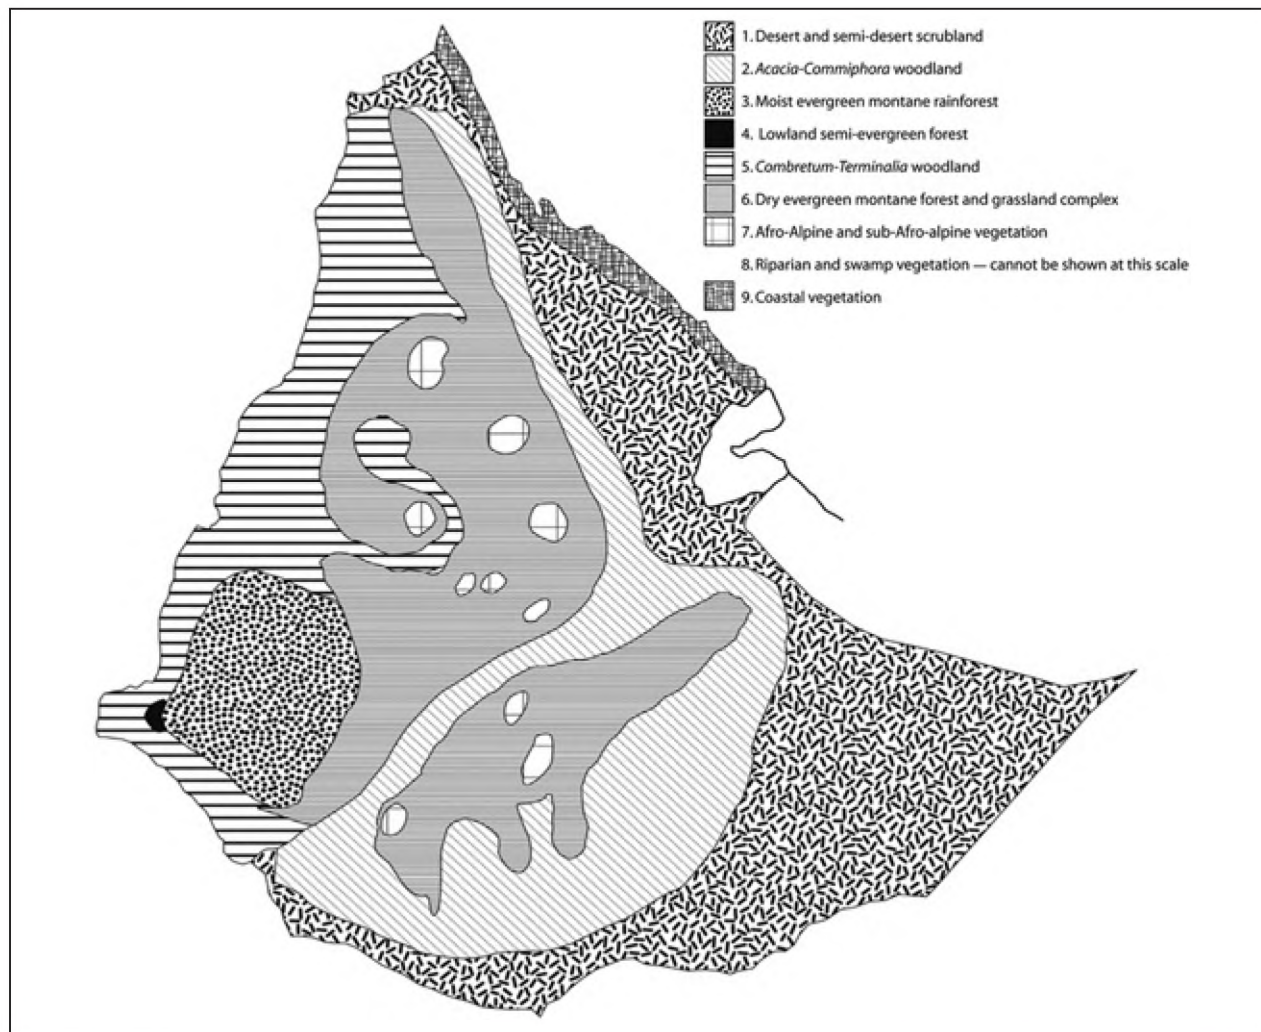 1. Desert and semi-desert scrubland
2. Acacia-Commiphora woodland
3. Moist evergreen montane rainforest
4. Lowland semi-evergreen forest
5. Combretum-Terminalia woodland
6. Dry evergreen montane forest and grassland complex
7. Afro-Alpine and sub-Afro-alpine vegetation
8. Riparian and swamp vegetation — cannot be shown at this scale
9. Coastal vegetation